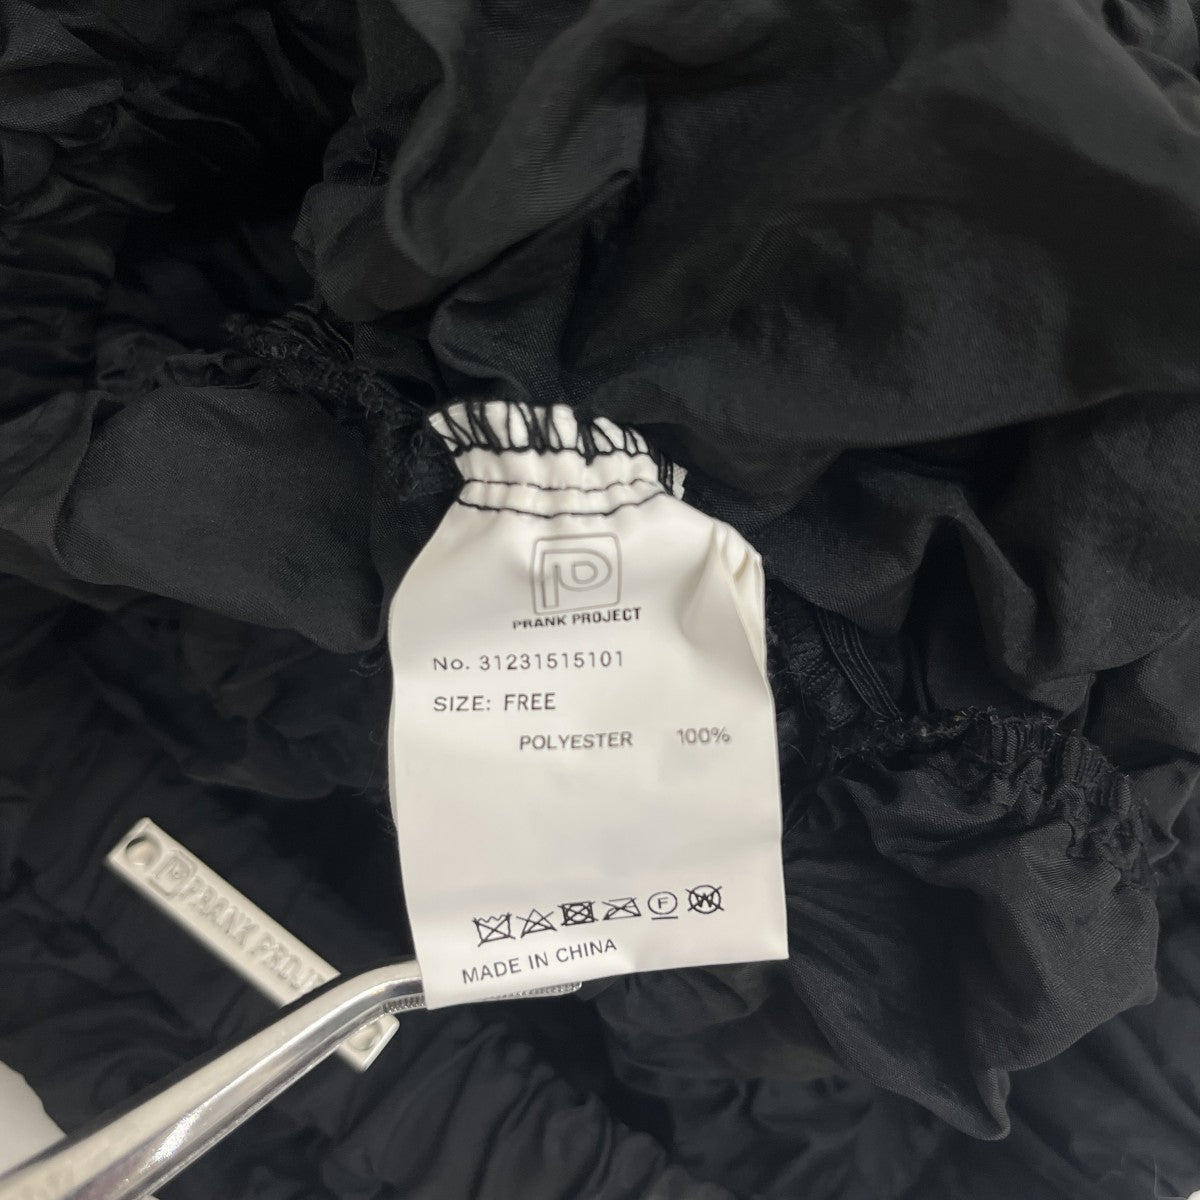 PRANK PROJECT
No. 31231515101
SIZE: FREE
POLYESTER 100%
F W
MADE IN CHINA
PRANK PROJ